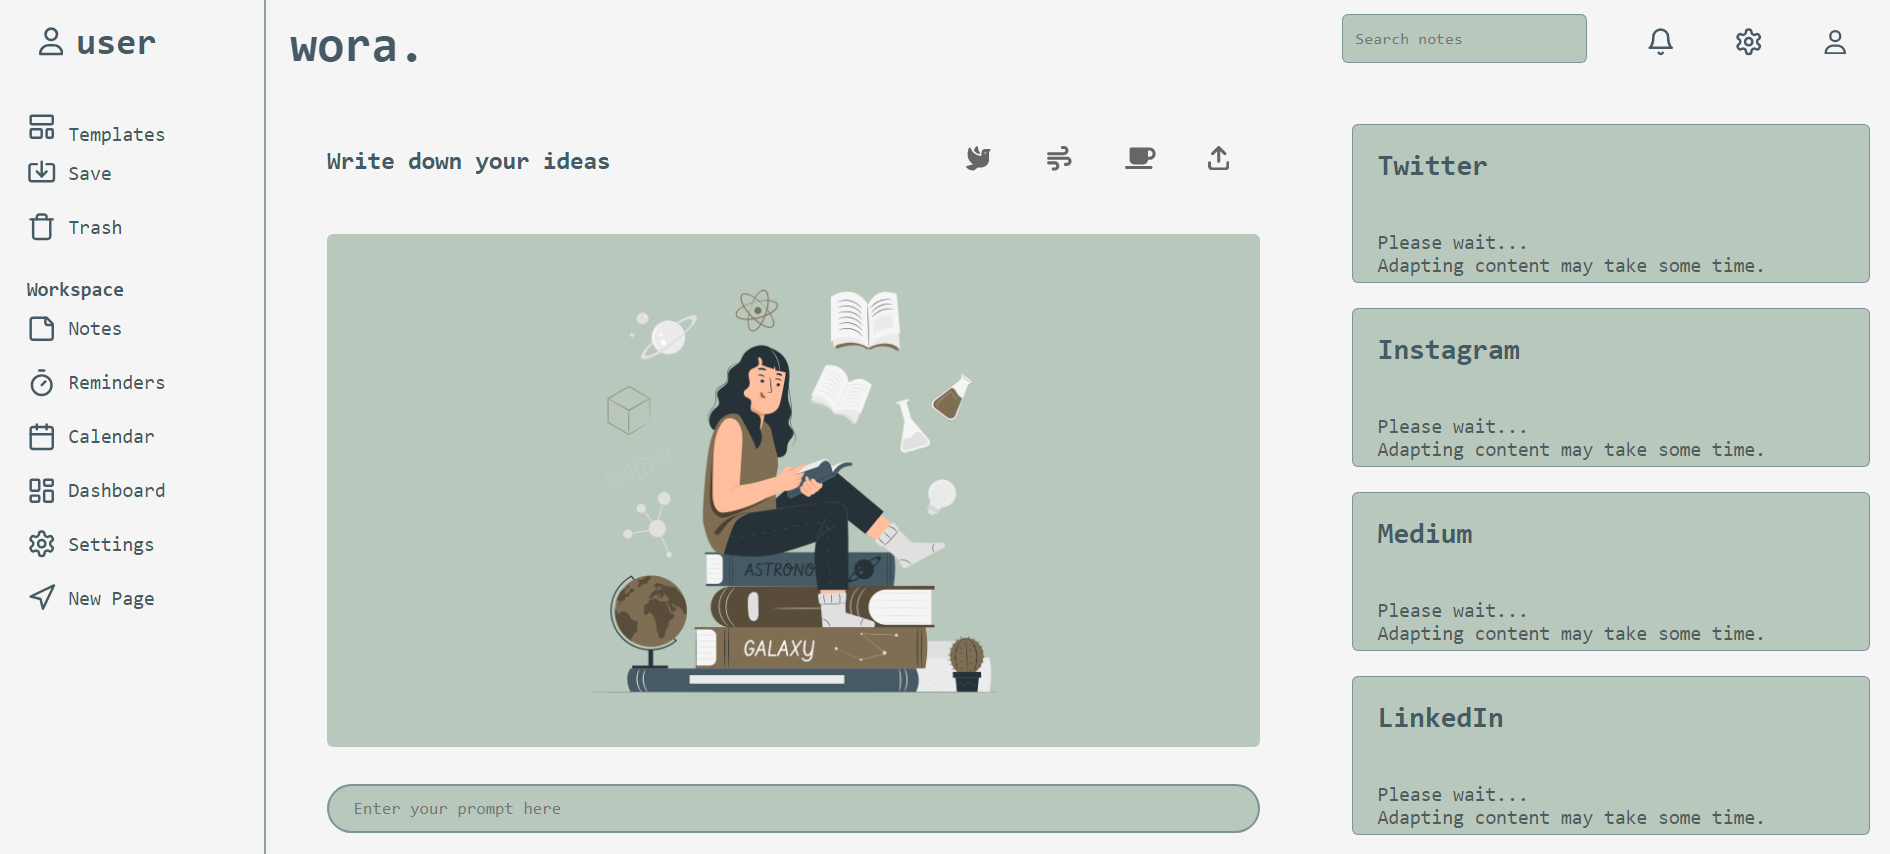 user
wora.
Search notes
Templates
Save
Trash
Workspace
Notes
Reminders
Calendar
Dashboard
Settings
New Page
Write down your ideas
ASTRONO
GALAXY
Enter your prompt here
Twitter
Please wait...
Adapting content may take some time.
Instagram
Please wait...
Adapting content may take some time.
Medium
Please wait...
Adapting content may take some time.
LinkedIn
Please wait...
Adapting content may take some time.